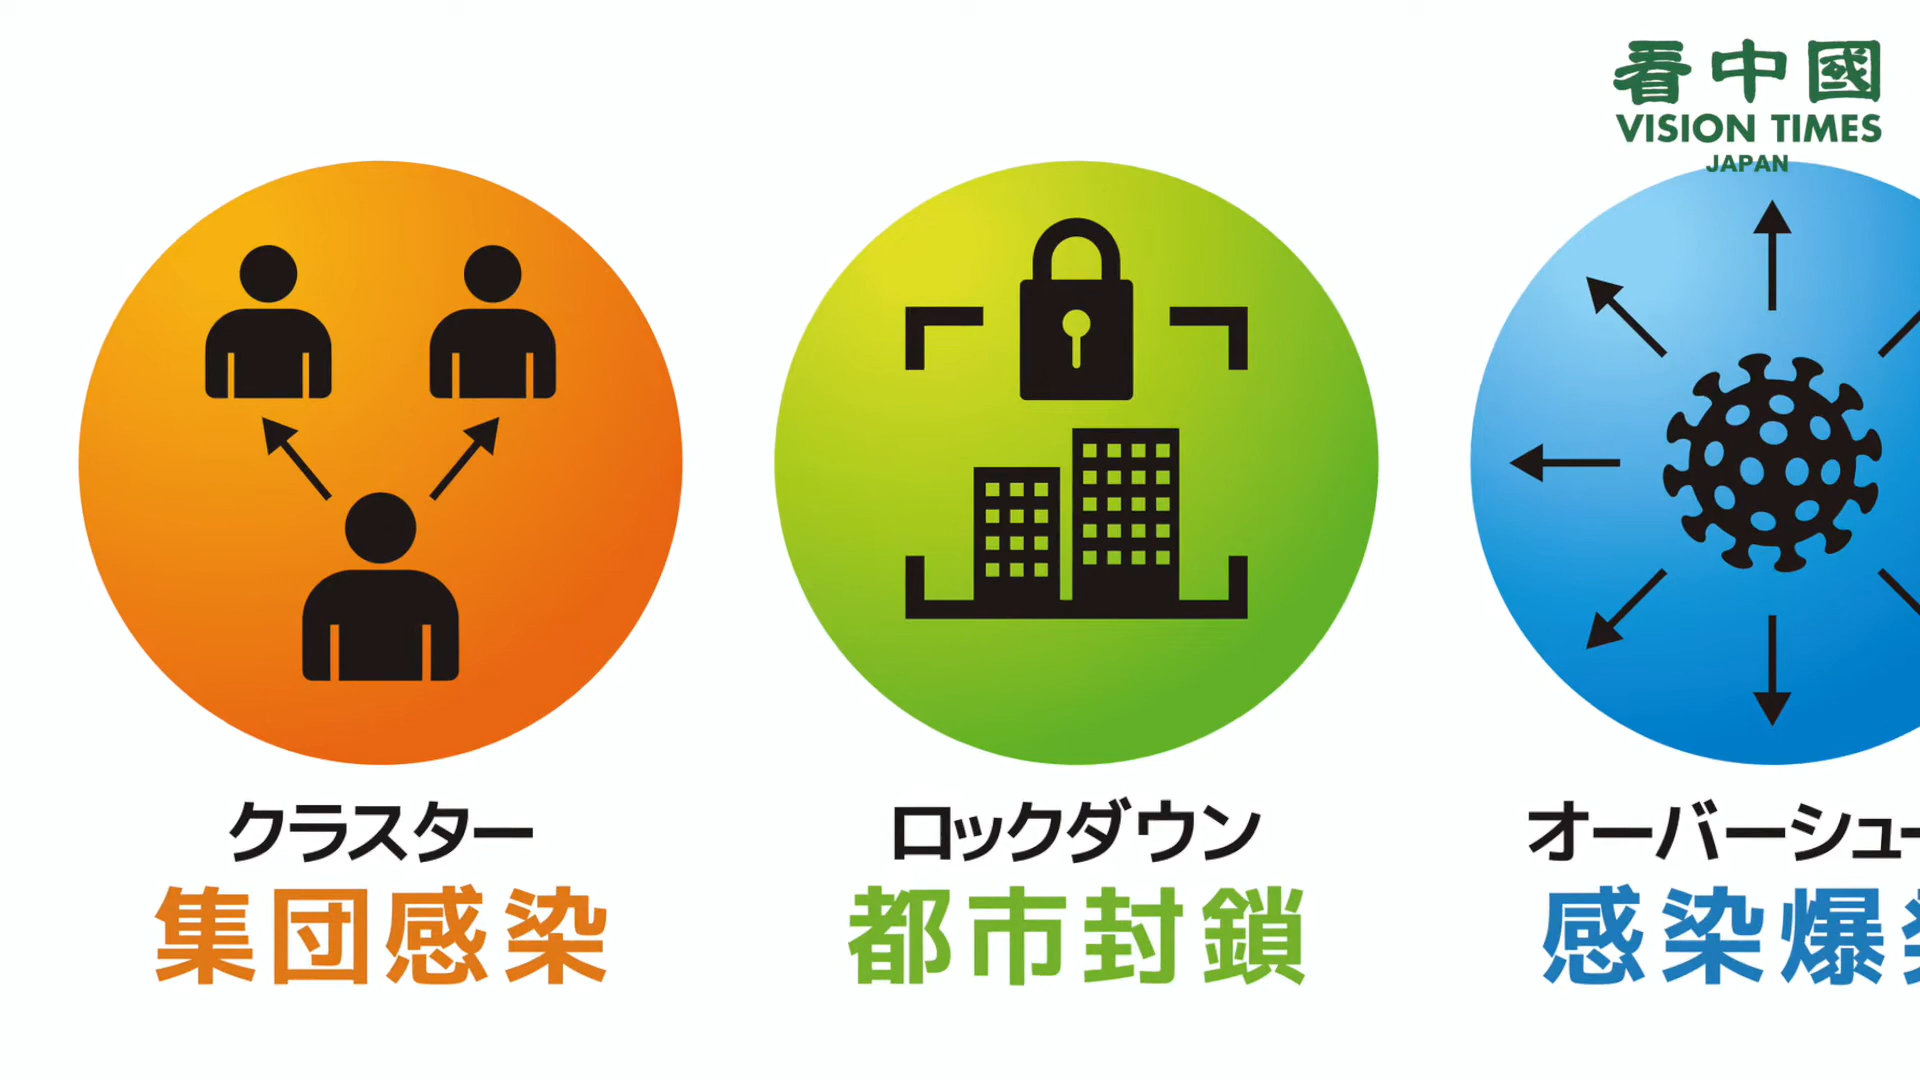 看中國
VISION TIMES
JAPAN
クラスター
集団感染
ロックダウン
都市封鎖
オーバーシュー
感染爆